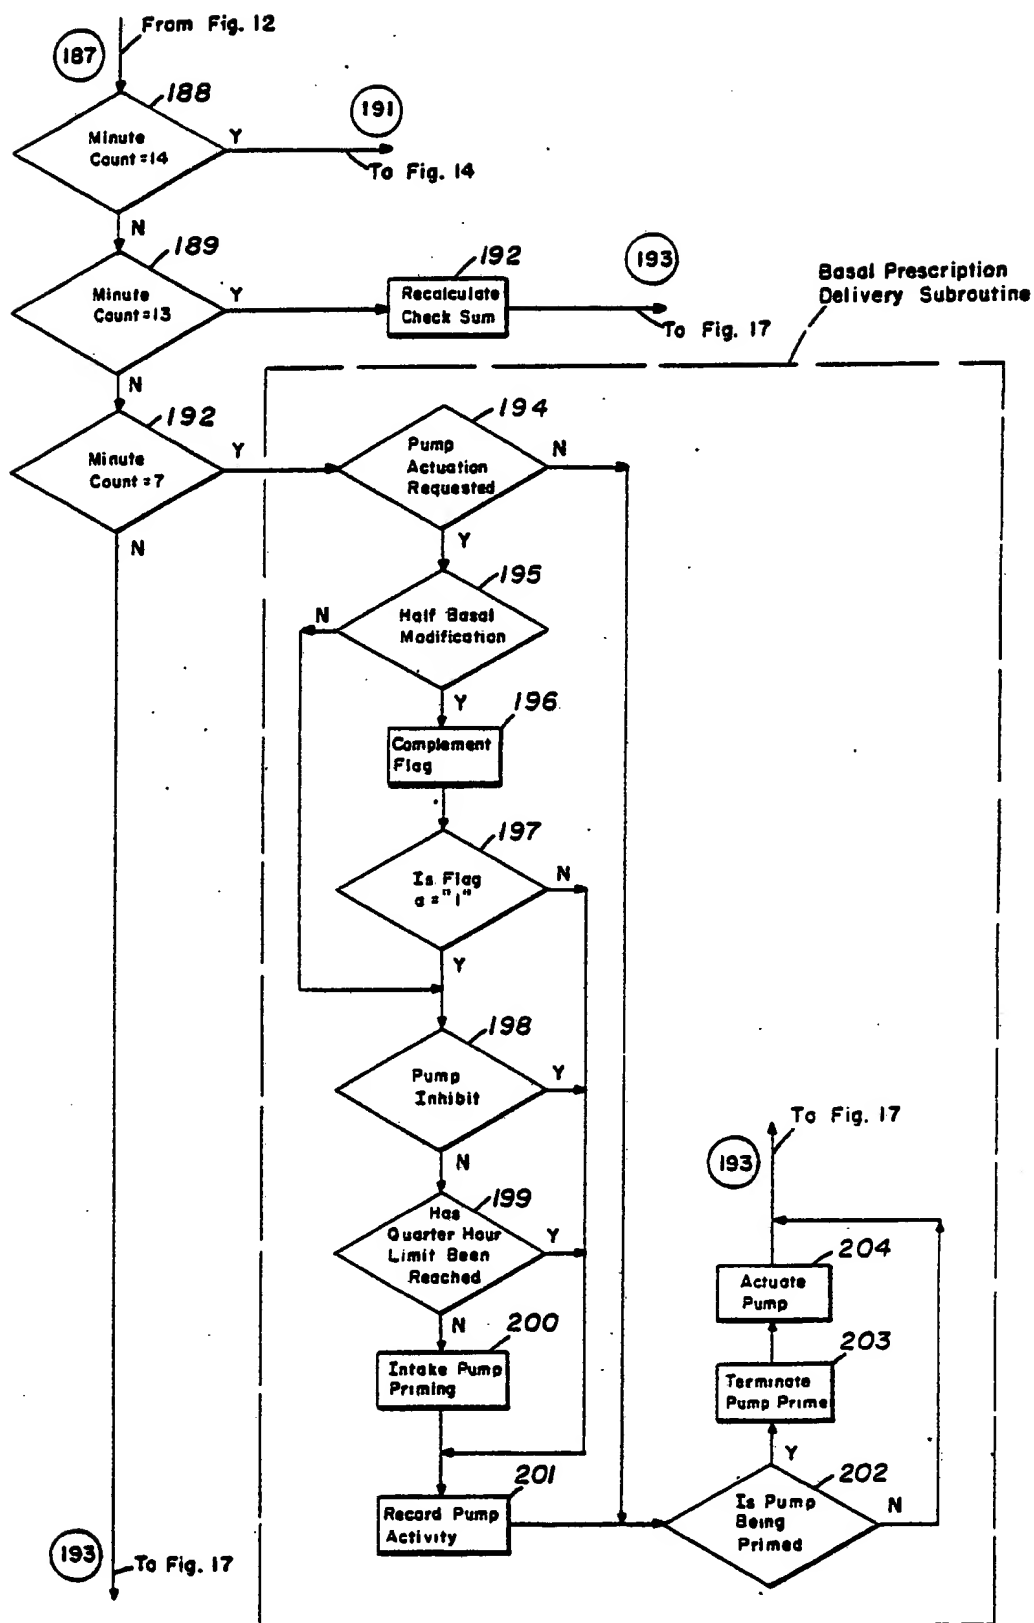 From Fig. 12
187
188
Minute
Count = 14
Y
191
To Fig. 14
N
189
Minute
Count = 13
Y
192
Recalculate
Check Sum
193
To Fig. 17
Basal Prescription
Delivery Subroutine
N
192
Minute
Count = 7
Y
N
194
Pump
Actuation
Requested
N
Y
195
Half Basal
Modification
N
Y
196
Complement
Flag
197
Is Flag
a = "1"
N
Y
198
Pump
Inhibit
Y
N
199
Has
Quarter Hour
Limit Been
Reached
Y
N
200
Intake Pump
Priming
201
Record Pump
Activity
To Fig. 17
193
204
Actuate
Pump
203
Terminate
Pump Prime
Y
202
Is Pump
Being
Primed
N
193
To Fig. 17